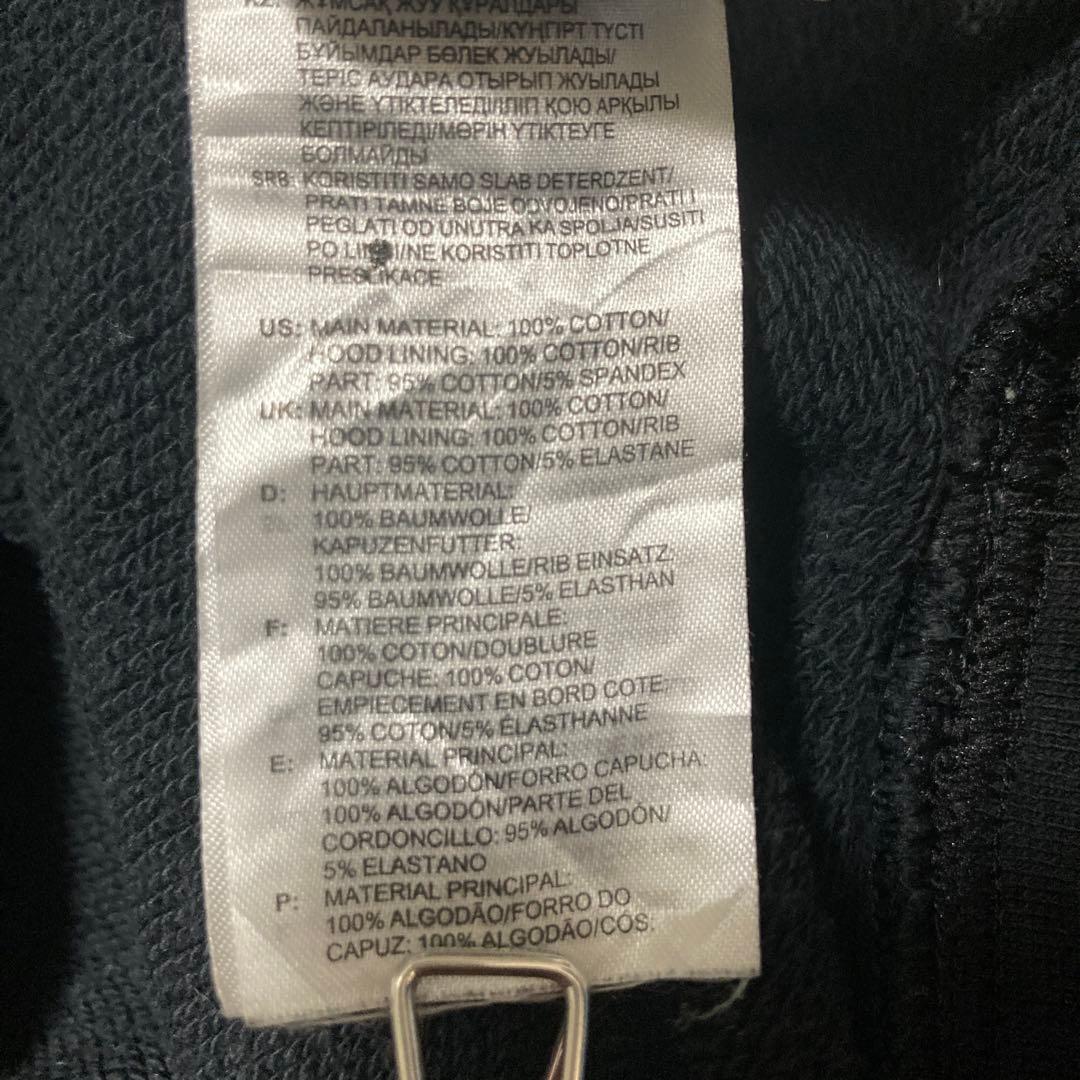 KZ: ЖҰМСАҚ ЖУУ ҚҰРАЛДАРЫ
ПАЙДАЛАНЫЛАДЫ/КҮҢГІРТ ТҮСТІ
БҰЙЫМДАР БӨЛЕК ЖУЫЛАДЫ/
ТЕРІС АУДАРА ОТЫРЫП ЖУЫЛАДЫ
ЖӘНЕ ҮТІКТЕЛЕДІ/ІЛІП ҚОЮ АРҚЫЛЫ
КЕПТІРІЛЕДІ/МӨРІН ҮТІКТЕУГЕ
БОЛМАЙДЫ
SRB: KORISTITI SAMO SLAB DETERDZENT/
PRATI TAMNE BOJE ODVOJENO/PRATI I
PEGLATI OD UNUTRA KA SPOLJA/SUSITI
PO /NE KORISTITI TOPLOTNE
PRESLIKACE
US: MAIN MATERIAL: 100% COTTON/
HOOD LINING: 100% COTTON/RIB
PART: 95% COTTON/5% SPANDEX
UK: MAIN MATERIAL: 100% COTTON/
HOOD LINING: 100% COTTON/RIB
PART: 95% COTTON/5% ELASTANE
D: HAUPTMATERIAL:
100% BAUMWOLLE/
KAPUZENFUTTER:
100% BAUMWOLLE/RIB EINSATZ:
95% BAUMWOLLE/5% ELASTHAN
F: MATIERE PRINCIPALE:
100% COTON/DOUBLURE
CAPUCHE: 100% COTON/
EMPIECEMENT EN BORD COTE:
95% COTON/5% ÉLASTHANNE
E: MATERIAL PRINCIPAL:
100% ALGODÓN/FORRO CAPUCHA:
100% ALGODÓN/PARTE DEL
CORDONCILLO: 95% ALGODÓN/
5% ELASTANO
P: MATERIAL PRINCIPAL:
100% ALGODÃO/FORRO DO
CAPUZ: 100% ALGODÃO/CÓS: